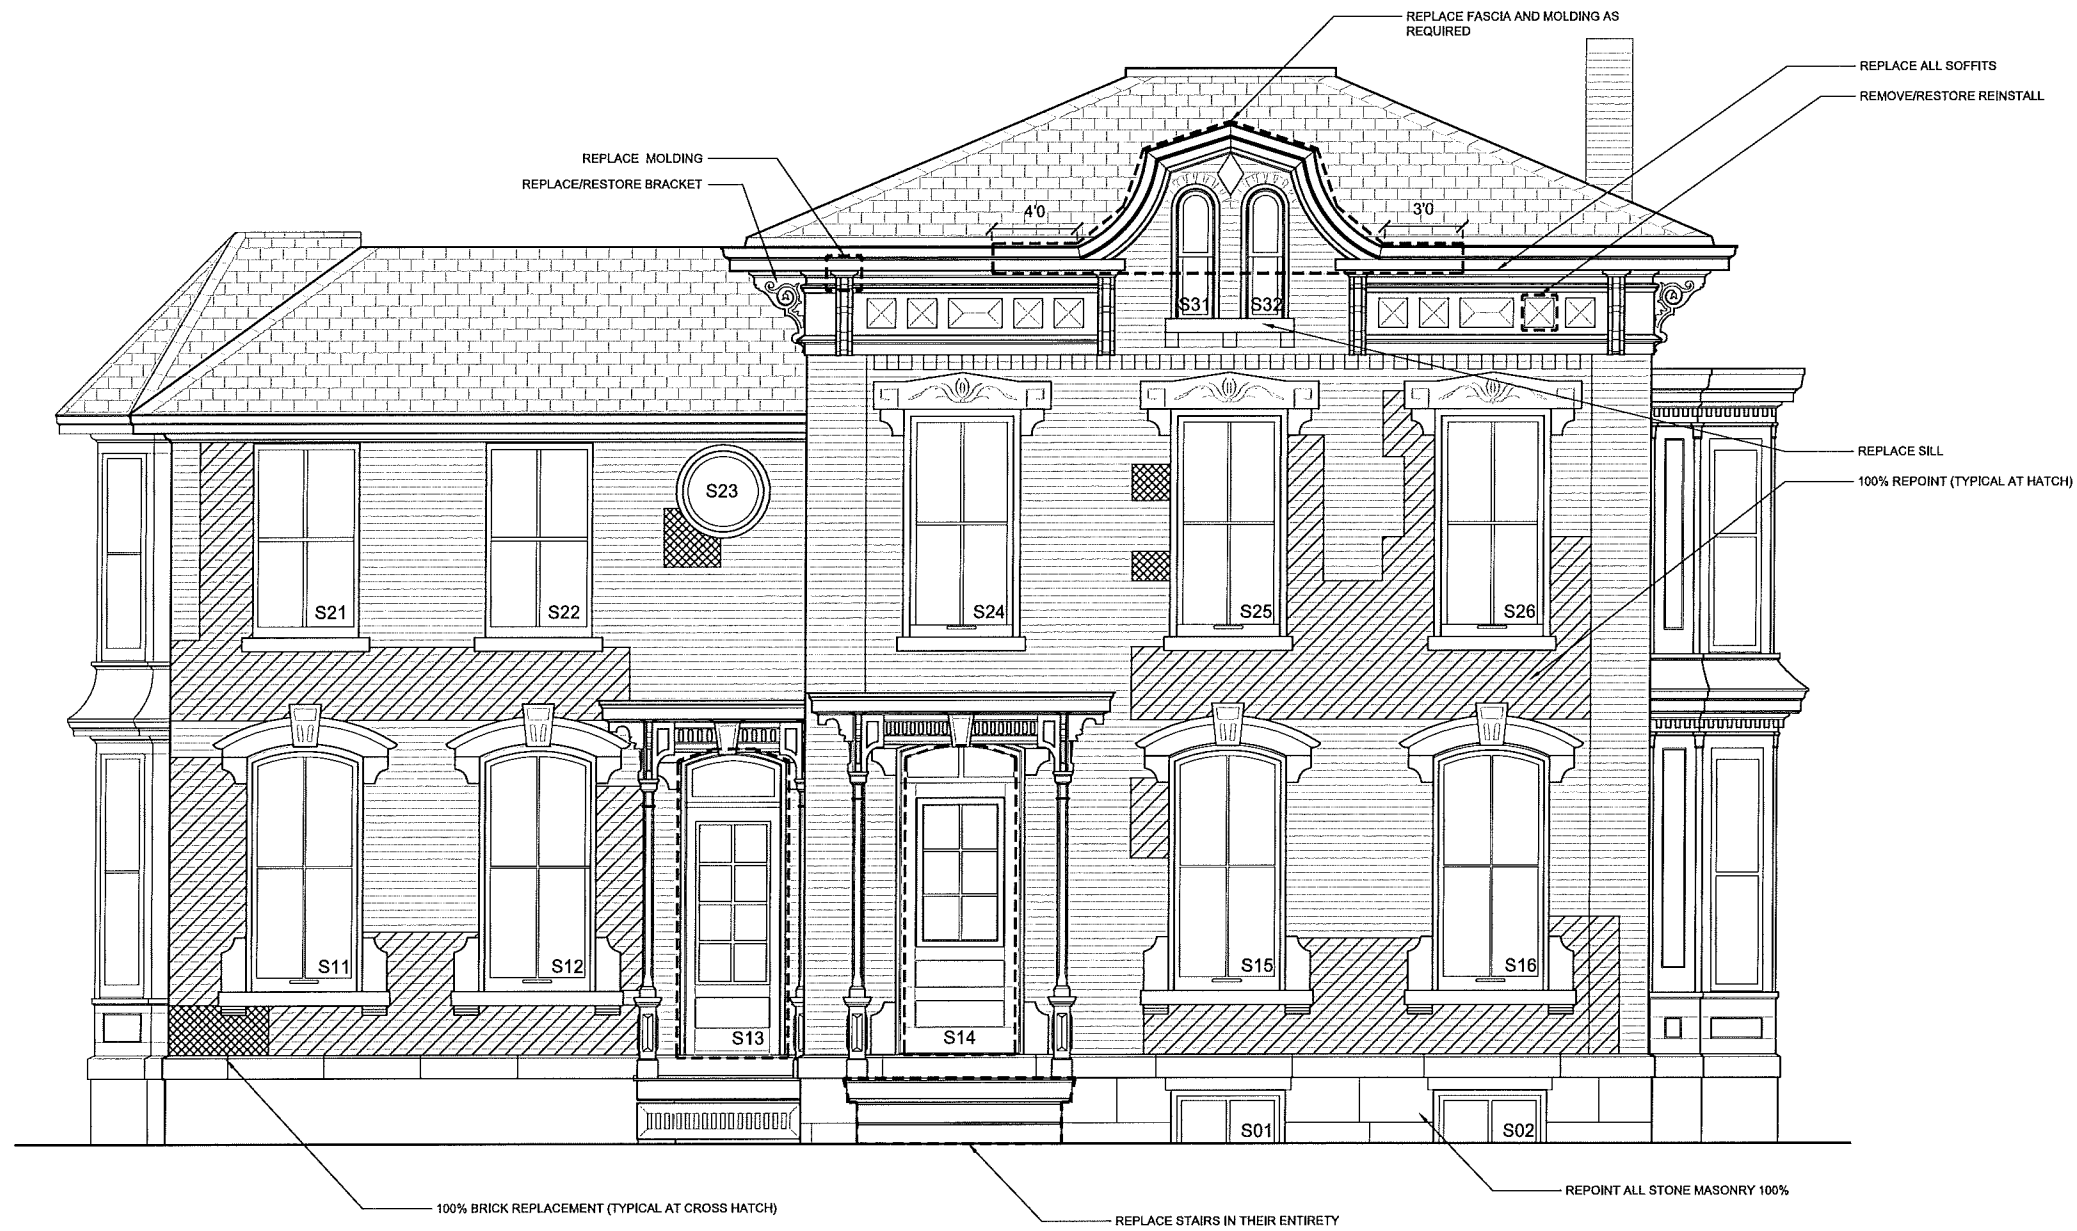 REPLACE FASCIA AND MOLDING AS
REQUIRED
REPLACE ALL SOFFITS
REMOVE/RESTORE REINSTALL
REPLACE MOLDING
REPLACE/RESTORE BRACKET
4'0
3'0
A
A
S31
S32
REPLACE SILL
100% REPOINT (TYPICAL AT HATCH)
S23
S21
S22
S24
S25
S26
S11
S12
S15
S16
S13
S14
S01
S02
REPOINT ALL STONE MASONRY 100%
100% BRICK REPLACEMENT (TYPICAL AT CROSS HATCH)
REPLACE STAIRS IN THEIR ENTIRETY